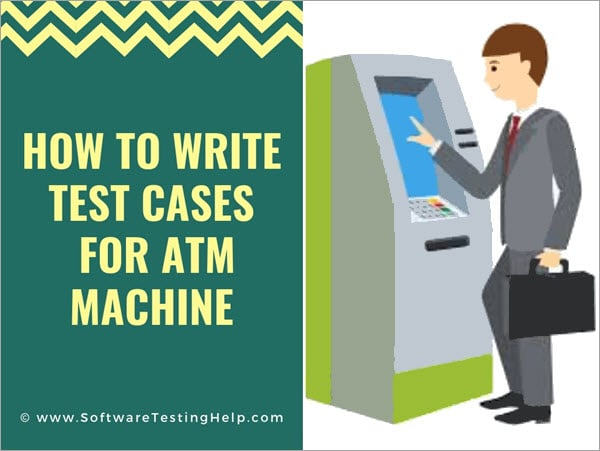 HOW TO WRITE
TEST CASES
FOR ATM
MACHINE
© www.SoftwareTestingHelp.com